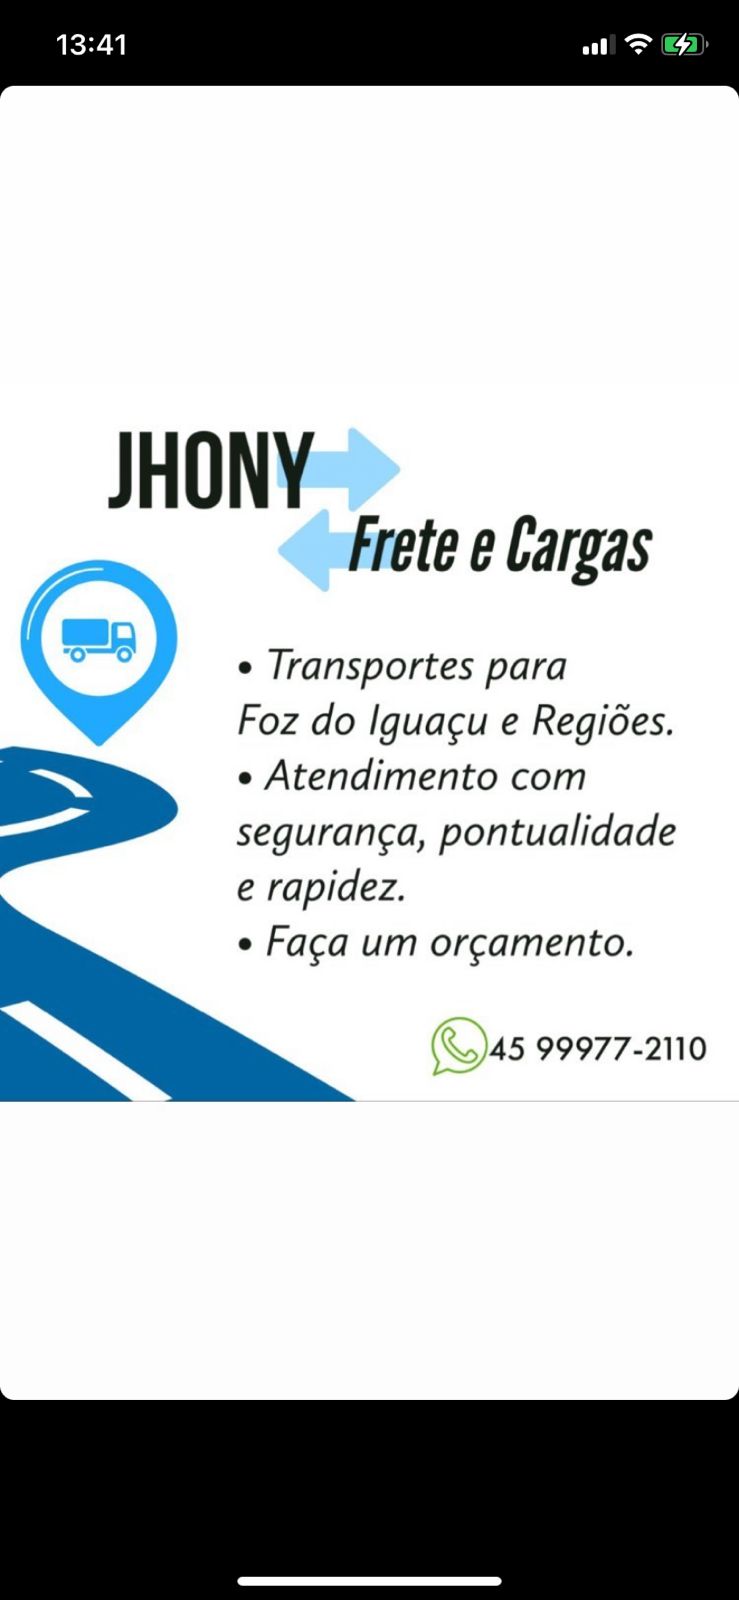 13:41
JHONY
Frete e Cargas
• Transportes para
Foz do Iguaçu e Regiões.
• Atendimento com
segurança, pontualidade
e rapidez.
• Faça um orçamento.
45 99977-2110